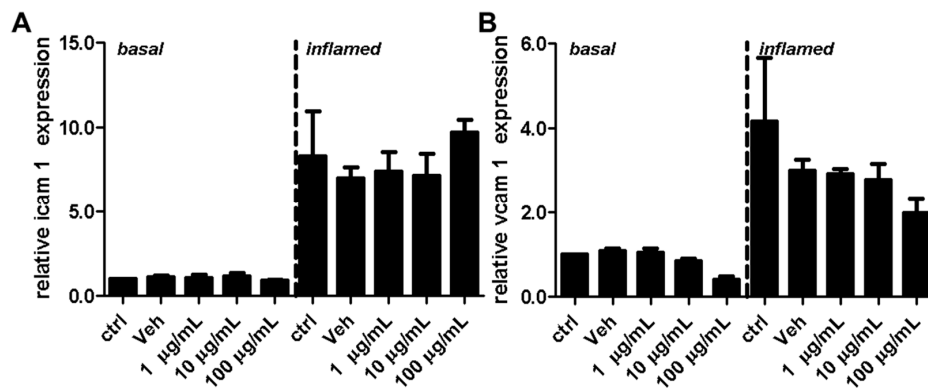 A
relative icam 1 expression
15.0
10.0
5.0
0.0
basal
inflamed
ctrl
Veh
1 µg/mL
10 µg/mL
100 µg/mL
ctrl
Veh
1 µg/mL
10 µg/mL
100 µg/mL
B
relative vcam 1 expression
6.0
4.0
2.0
0.0
basal
inflamed
ctrl
Veh
1 µg/mL
10 µg/mL
100 µg/mL
ctrl
Veh
1 µg/mL
10 µg/mL
100 µg/mL